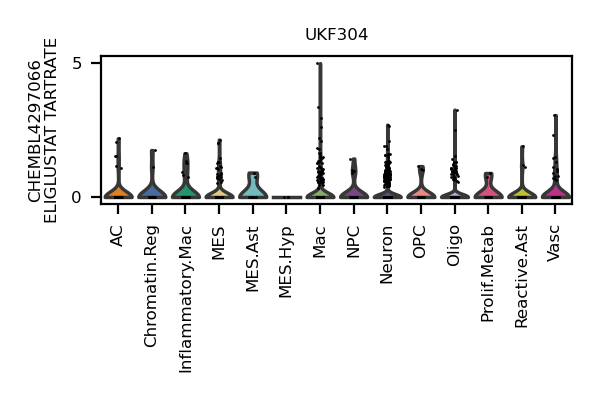 UKF304
CHEMBL4297066
ELIGLUSTAT TARTRATE
5
0
AC
Chromatin.Reg
Inflammatory.Mac
MES
MES.Ast
MES.Hyp
Mac
NPC
Neuron
OPC
Oligo
Prolif.Metab
Reactive.Ast
Vasc